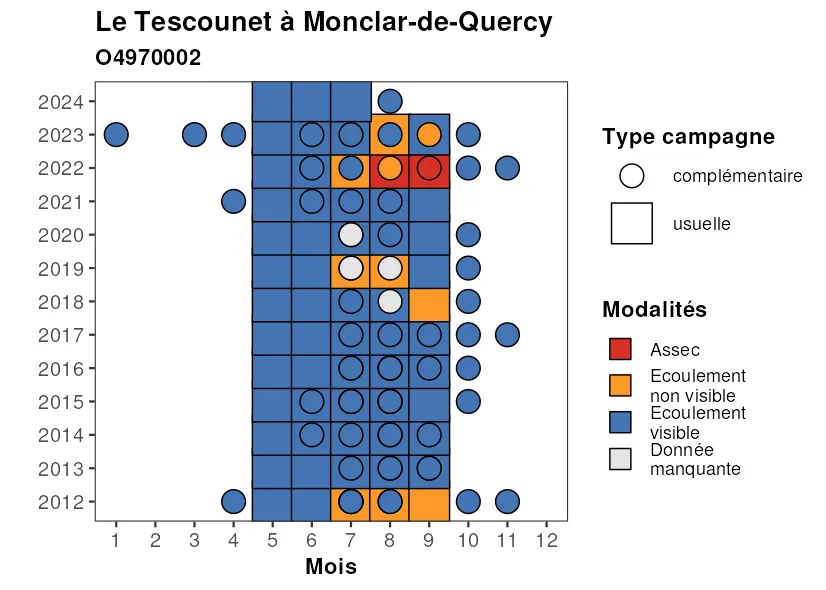 Le Tescounet à Monclar-de-Quercy
O4970002
2024
2023
2022
2021
2020
2019
2018
2017
2016
2015
2014
2013
2012
1 2 3 4 5 6 7 8 9 10 11 12
Mois
Type campagne
complémentaire
usuelle
Modalités
Assec
Ecoulement
non visible
Ecoulement
visible
Donnée
manquante